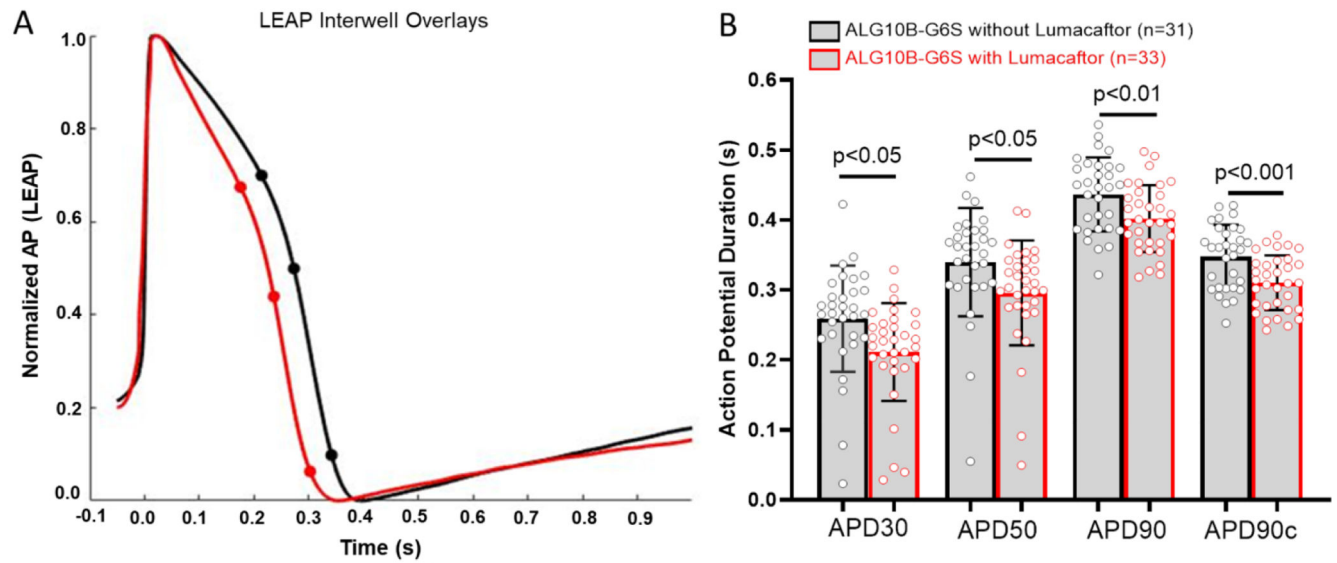 A
LEAP Interwell Overlays
Normalized AP (LEAP)
1.0
0.8
0.6
0.4
0.2
0.0
-0.1 0.0 0.1 0.2 0.3 0.4 0.5 0.6 0.7 0.8 0.9
Time (s)
B
ALG10B-G6S without Lumacaftor (n=31)
ALG10B-G6S with Lumacaftor (n=33)
Action Potential Duration (s)
0.6
0.5
0.4
0.3
0.2
0.1
0.0
p<0.05
p<0.05
p<0.01
p<0.001
APD30 APD50 APD90 APD90c